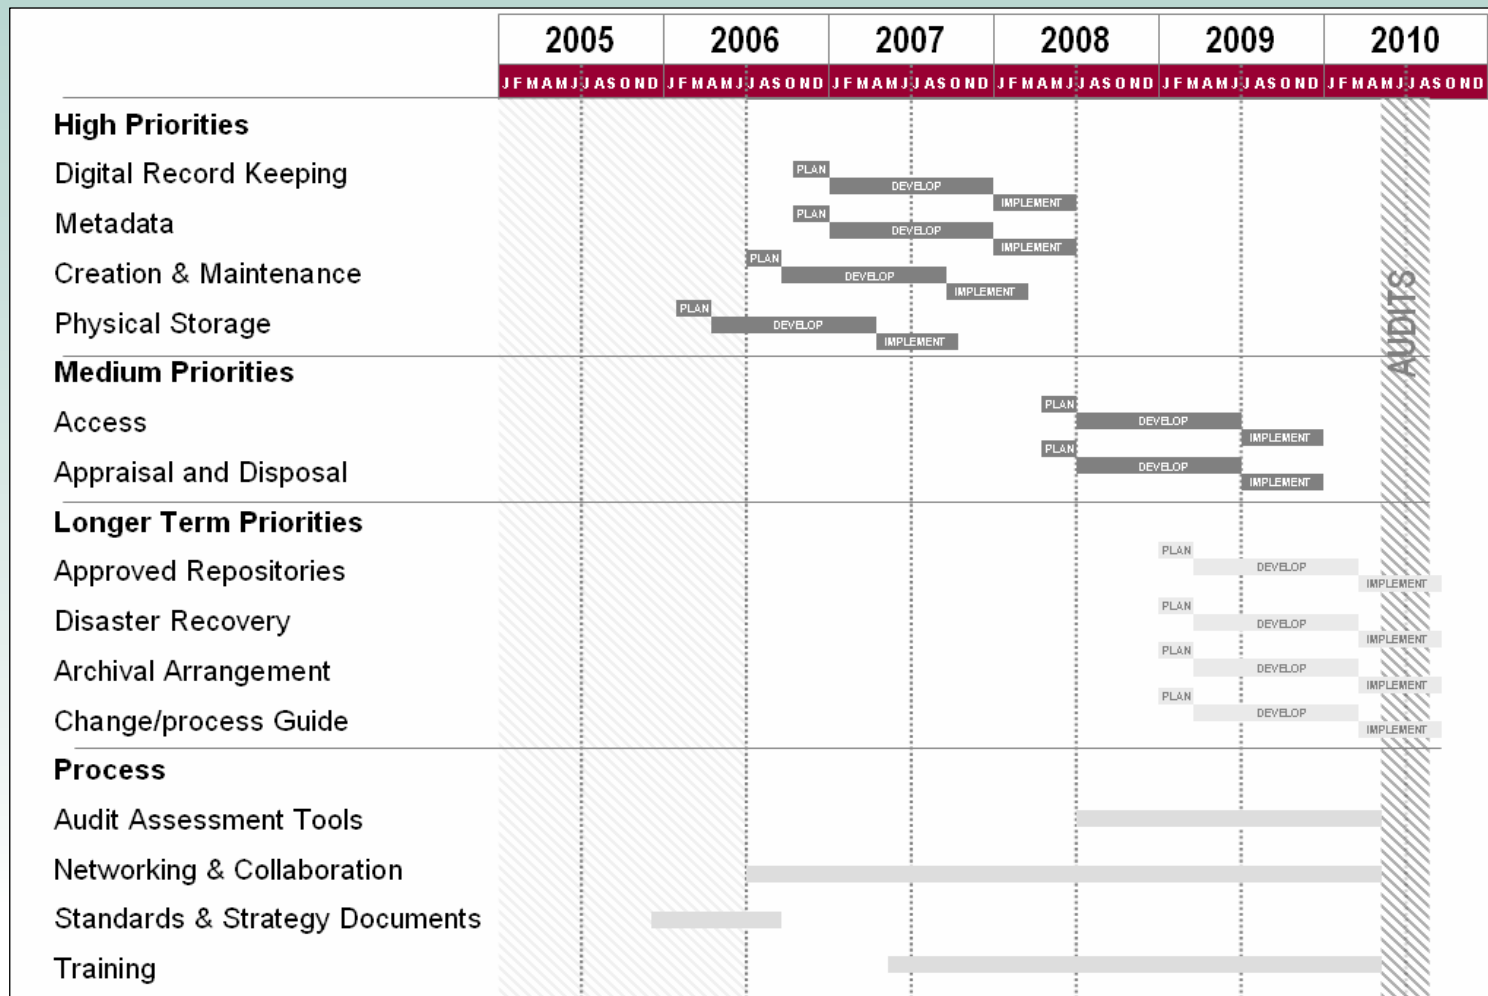 2005 2006 2007 2008 2009 2010
J F M A M J J A S O N D J F M A M J J A S O N D J F M A M J J A S O N D J F M A M J J A S O N D J F M A M J J A S O N D J F M A M J J A S O N D
High Priorities
Digital Record Keeping
PLAN
DEVELOP
IMPLEMENT
Metadata
PLAN
DEVELOP
IMPLEMENT
Creation & Maintenance
PLAN
DEVELOP
IMPLEMENT
Physical Storage
PLAN
DEVELOP
IMPLEMENT
AUDITS
Medium Priorities
Access
PLAN
DEVELOP
IMPLEMENT
Appraisal and Disposal
PLAN
DEVELOP
IMPLEMENT
Longer Term Priorities
Approved Repositories
PLAN
DEVELOP
IMPLEMENT
Disaster Recovery
PLAN
DEVELOP
IMPLEMENT
Archival Arrangement
PLAN
DEVELOP
IMPLEMENT
Change/process Guide
PLAN
DEVELOP
IMPLEMENT
Process
Audit Assessment Tools
Networking & Collaboration
Standards & Strategy Documents
Training